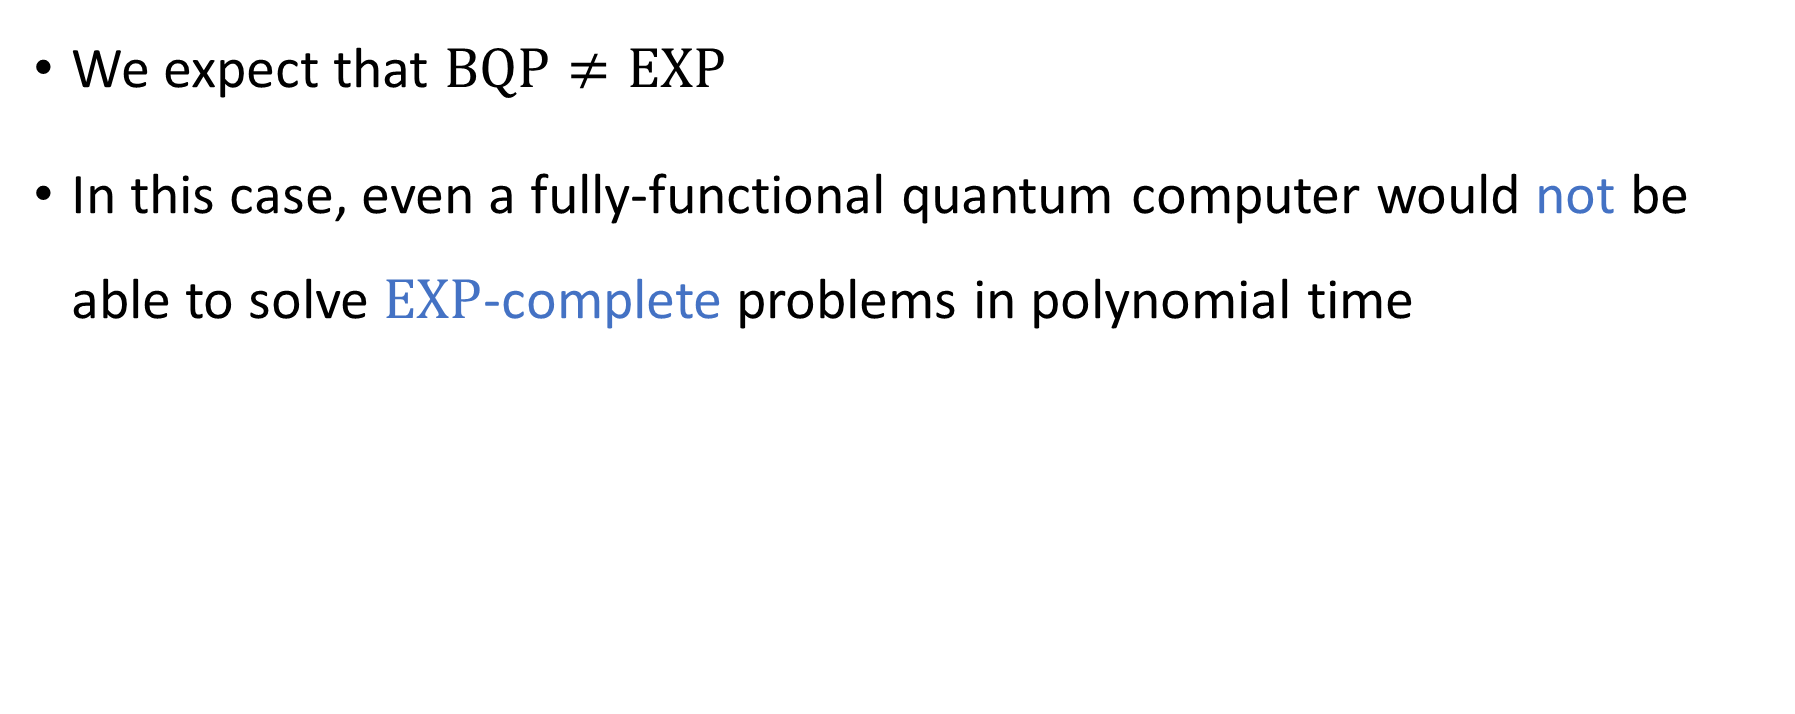 • We expect that BQP ≠ EXP
• In this case, even a fully-functional quantum computer would not be
able to solve EXP-complete problems in polynomial time